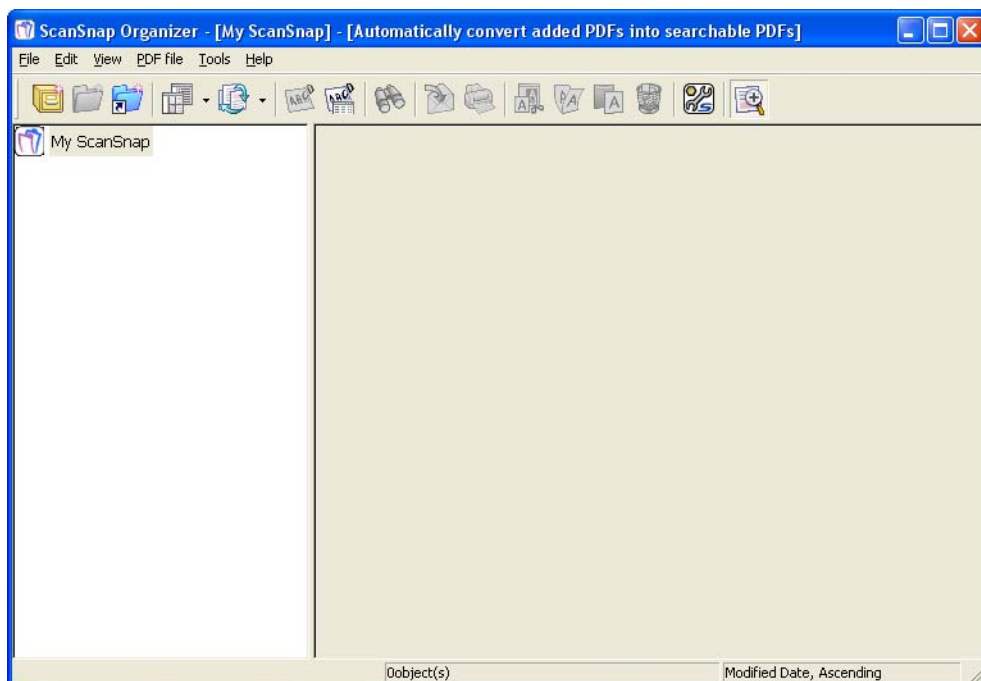 ScanSnap Organizer - [My ScanSnap] - [Automatically convert added PDFs into searchable PDFs]
File Edit View PDF file Tools Help
My ScanSnap
0object(s) Modified Date, Ascending